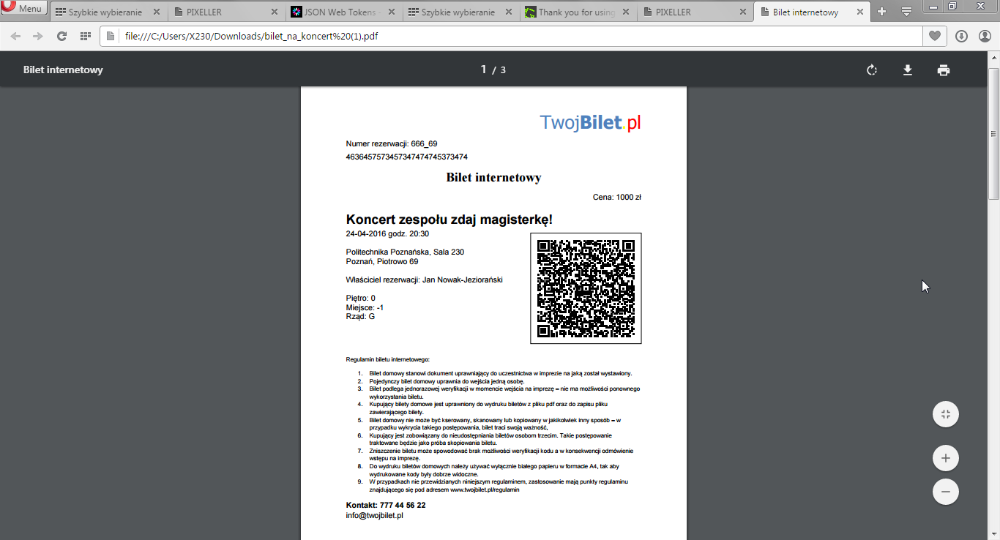 Menu
Szybkie wybieranie
PIXELLER
JSON Web Tokens -
Szybkie wybieranie
Thank you for using
PIXELLER
Bilet internetowy
file:///C:/Users/X230/Downloads/bilet_na_koncert%20(1).pdf
Bilet internetowy
1 / 3
TwojBilet.pl
Numer rezerwacji: 666_69
4636457573457347474745373474
Bilet internetowy
Cena: 1000 zł
Koncert zespołu zdaj magisterkę!
24-04-2016 godz. 20:30
Politechnika Poznańska, Sala 230
Poznań, Piotrowo 69
Właściciel rezerwacji: Jan Nowak-Jeziorański
Piętro: 0
Miejsce: -1
Rząd: G
Regulamin biletu internetowego:
1. Bilet domowy stanowi dokument uprawniający do uczestnictwa w imprezie na jaką został wystawiony.
2. Pojedynczy bilet domowy uprawnia do wejścia jedną osobę.
3. Bilet podlega jednorazowej weryfikacji w momencie wejścia na imprezę – nie ma możliwości ponownego
wykorzystania biletu.
4. Kupujący bilety domowe jest uprawniony do wydruku biletów z pliku pdf oraz do zapisu pliku
zawierającego bilety.
5. Bilet domowy nie może być kserowany, skanowany lub kopiowany w jakikolwiek inny sposób – w
przypadku wykrycia takiego postępowania, bilet traci swoją ważność,
6. Kupujący jest zobowiązany do nieudostępniania biletów osobom trzecim. Takie postępowanie
traktowane będzie jako próba skopiowania biletu.
7. Zniszczenie biletu może spowodować brak możliwości weryfikacji kodu a w konsekwencji odmówienie
wstępu na imprezę.
8. Do wydruku biletów domowych należy używać wyłącznie białego papieru w formacie A4, tak aby
wydrukowane kody były dobrze widoczne.
9. W przypadkach nie przewidzianych niniejszym regulaminem, zastosowanie mają punkty regulaminu
znajdującego się pod adresem www.twojbilet.pl/regulamin
Kontakt: 777 44 56 22
info@twojbilet.pl